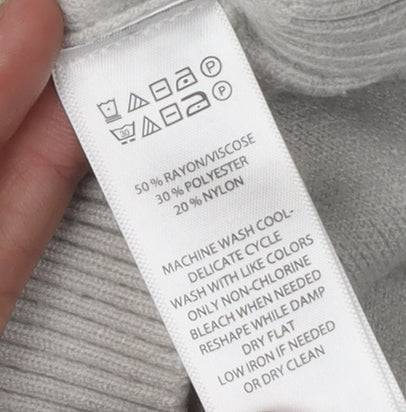 P
30 P
50 % RAYON/VISCOSE
30 % POLYESTER
20 % NYLON
MACHINE WASH COOL-
DELICATE CYCLE
WASH WITH LIKE COLORS
ONLY NON-CHLORINE
BLEACH WHEN NEEDED
RESHAPE WHILE DAMP
DRY FLAT
LOW IRON IF NEEDED
OR DRY CLEAN